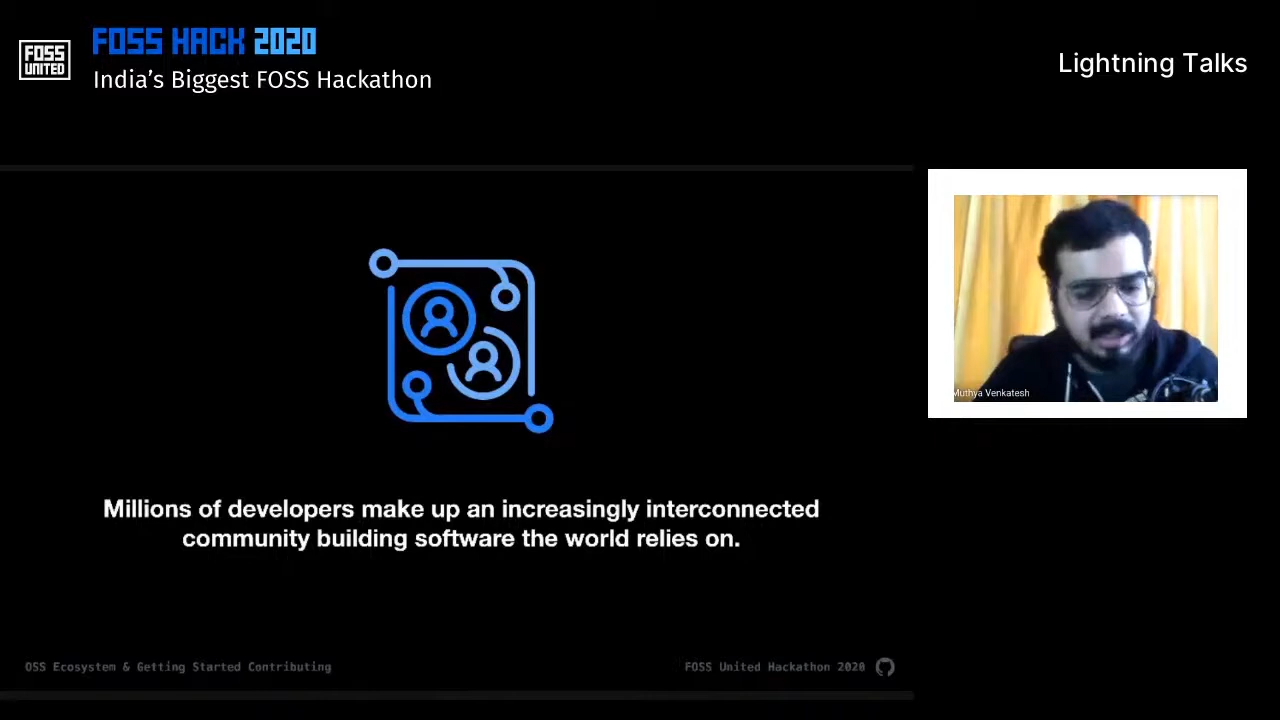 FOSS UNITED
FOSS HACK 2020
India’s Biggest FOSS Hackathon
Lightning Talks
Muthya Venkatesh
Millions of developers make up an increasingly interconnected
community building software the world relies on.
OSS Ecosystem & Getting Started Contributing
FOSS United Hackathon 2020